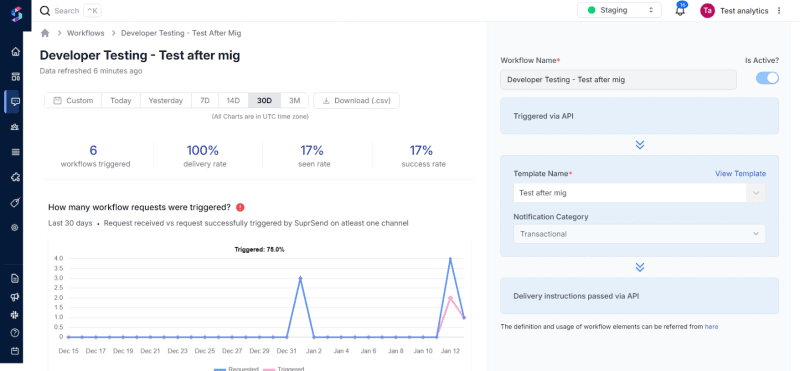 Search ^K
Staging
16
Ta
Test analytics
Workflows > Developer Testing - Test After Mig
Developer Testing - Test after mig
Data refreshed 6 minutes ago
Custom Today Yesterday 7D 14D 30D 3M Download (.csv)
(All Charts are in UTC time zone)
6 100% 17% 17%
workflows triggered delivery rate seen rate success rate
How many workflow requests were triggered?
Last 30 days • Request received vs request successfully triggered by SuprSend on atleast one channel
Triggered: 75.0%
4.0
3.5
3.0
2.5
2.0
1.5
1.0
0.5
0
Dec 15 Dec 17 Dec 19 Dec 21 Dec 23 Dec 25 Dec 27 Dec 29 Dec 31 Jan 2 Jan 4 Jan 6 Jan 8 Jan 10 Jan 12
Requested Triggered
Workflow Name* Is Active?
Developer Testing - Test after mig
Triggered via API
Template Name* View Template
Test after mig
Notification Category
Transactional
Delivery instructions passed via API
The definition and usage of workflow elements can be referred from here